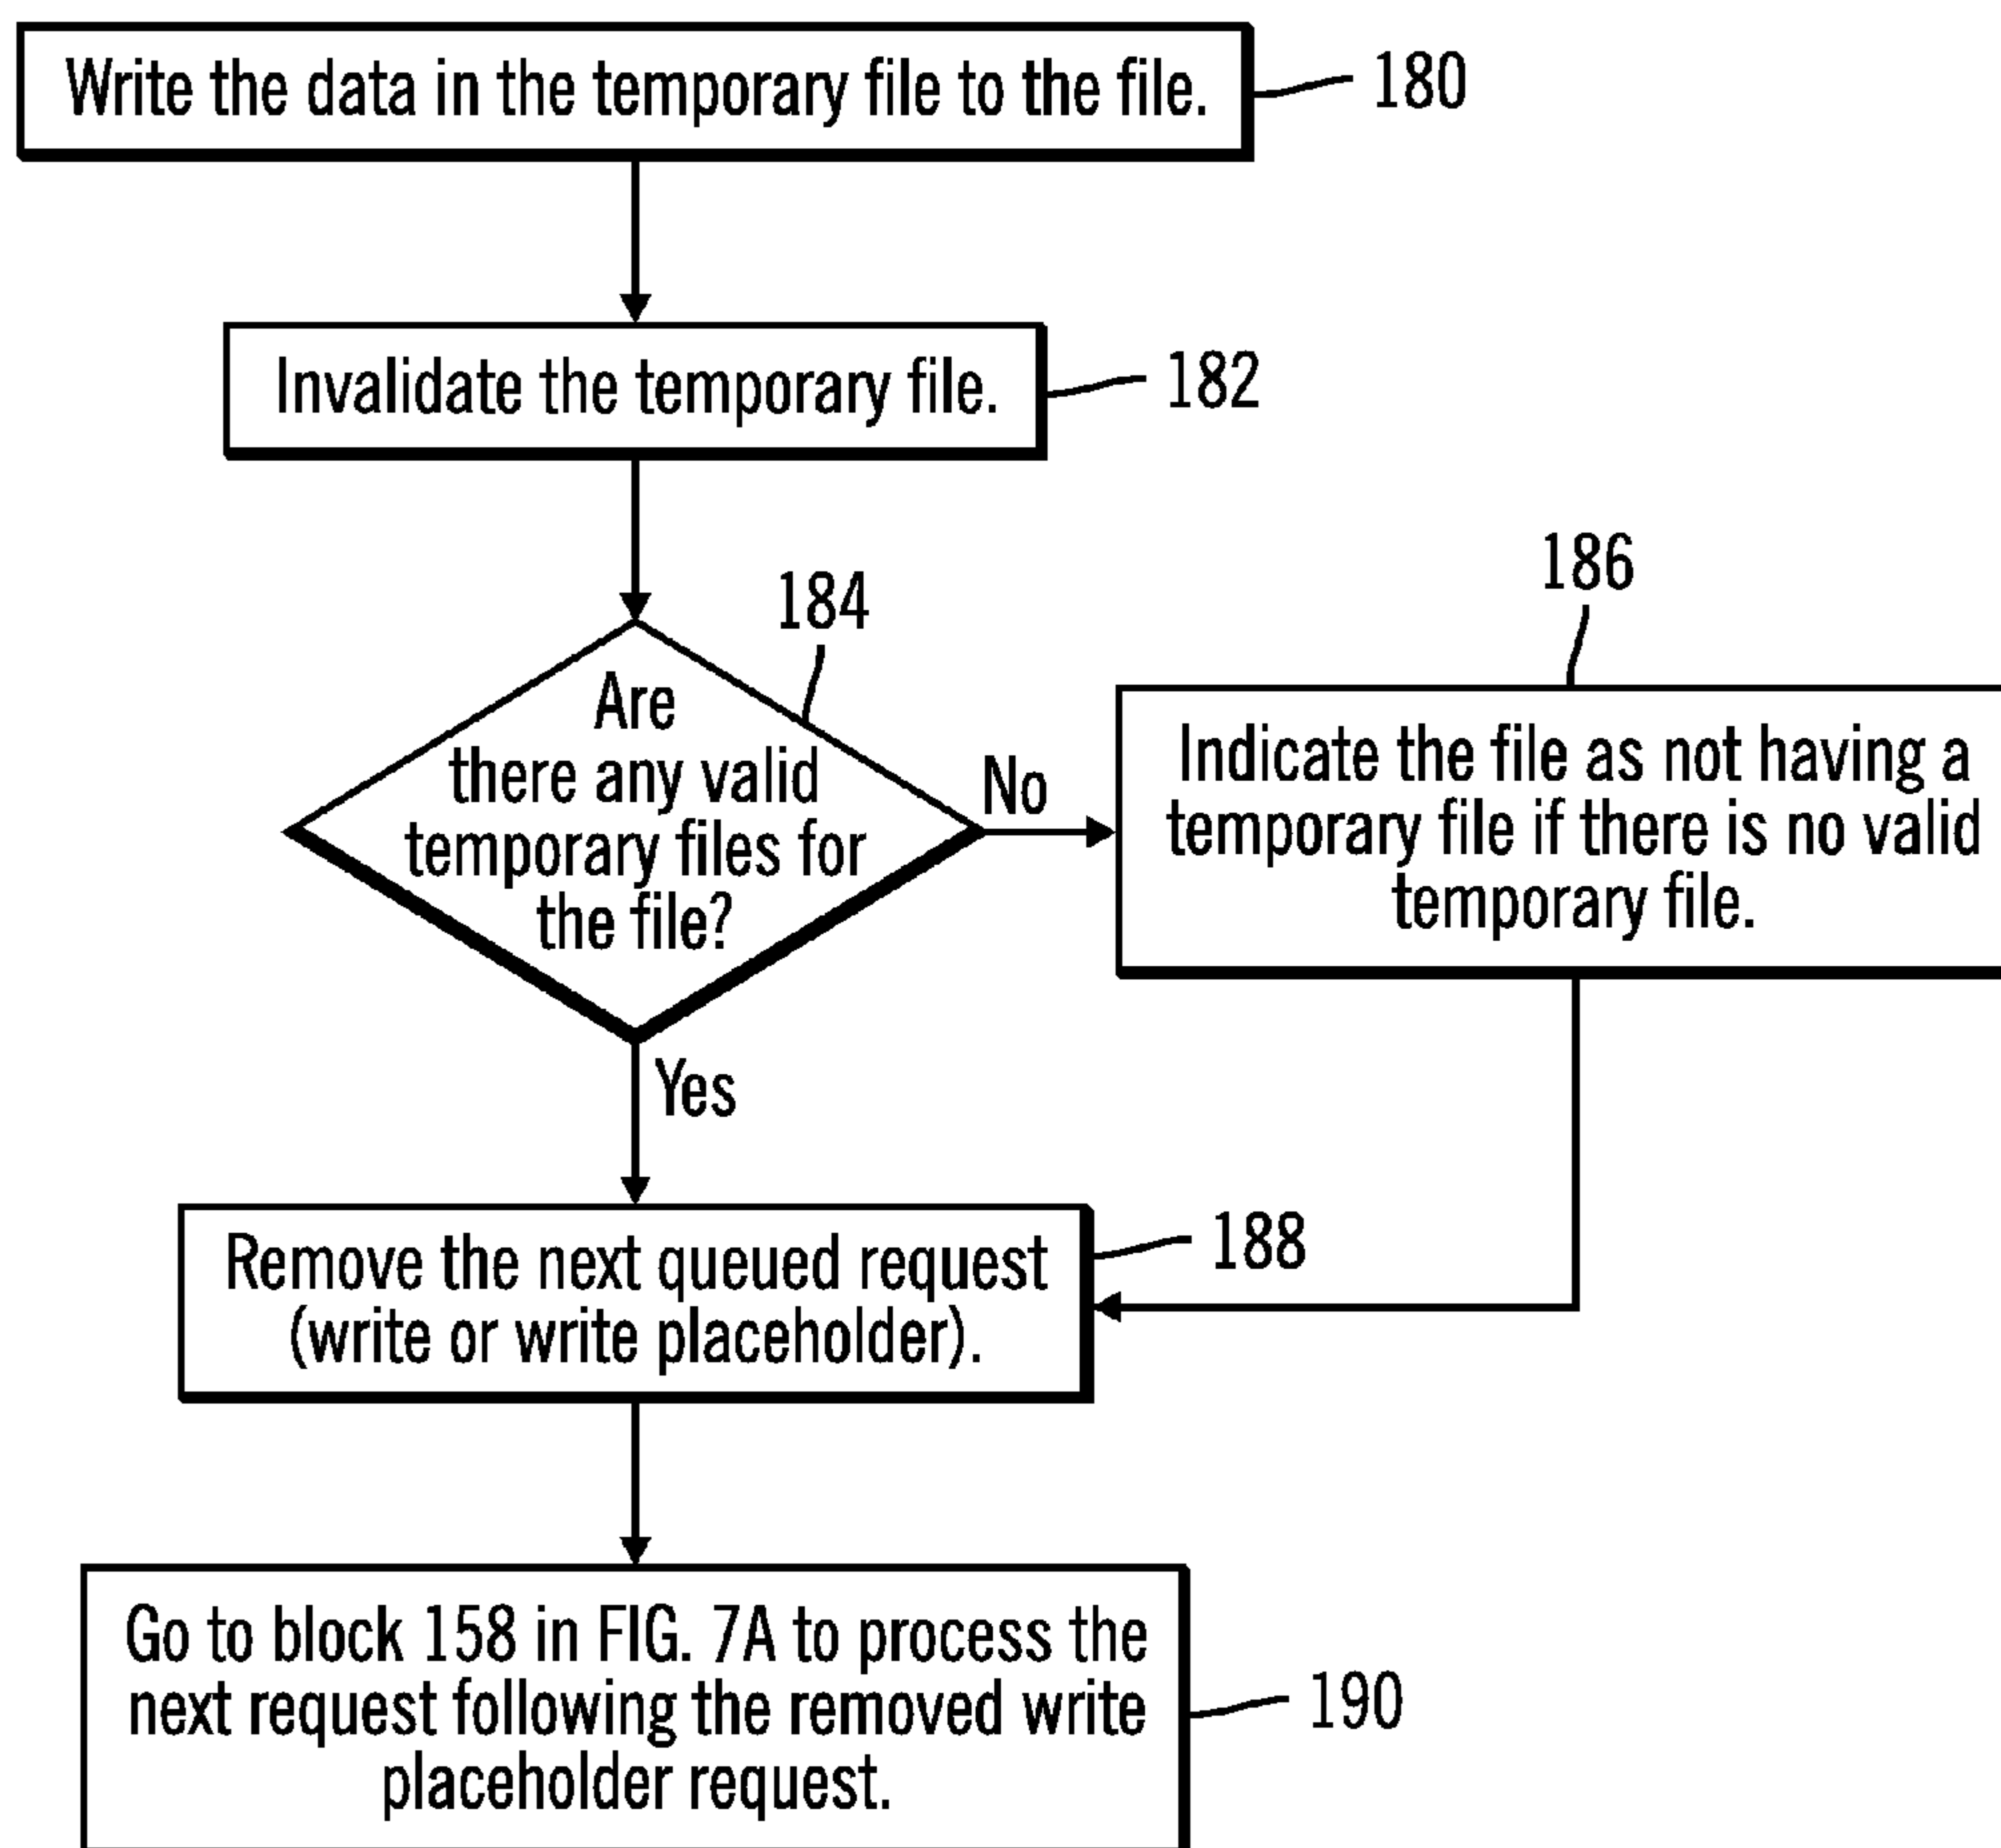 Write the data in the temporary file to the file.
180
Invalidate the temporary file.
182
184
Are
there any valid
temporary files for
the file?
No
186
Indicate the file as not having a
temporary file if there is no valid
temporary file.
Yes
Remove the next queued request
(write or write placeholder).
188
Go to block 158 in FIG. 7A to process the
next request following the removed write
placeholder request.
190